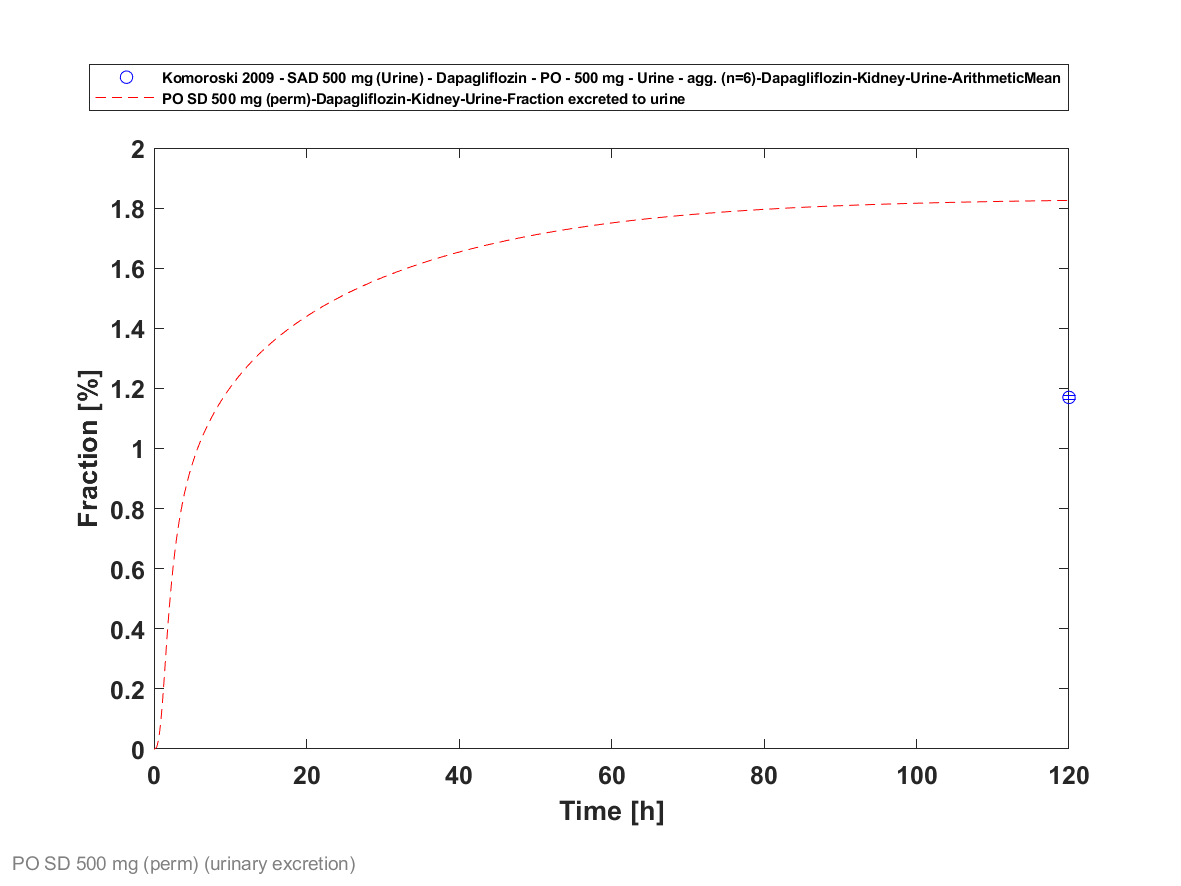 Komoroski 2009 - SAD 500 mg (Urine) - Dapagliflozin - PO - 500 mg - Urine - agg. (n=6)-Dapagliflozin-Kidney-Urine-ArithmeticMean
PO SD 500 mg (perm)-Dapagliflozin-Kidney-Urine-Fraction excreted to urine
2
1.8
1.6
1.4
1.2
1
0.8
0.6
0.4
0.2
0
Fraction [%]
0 20 40 60 80 100 120
Time [h]
PO SD 500 mg (perm) (urinary excretion)